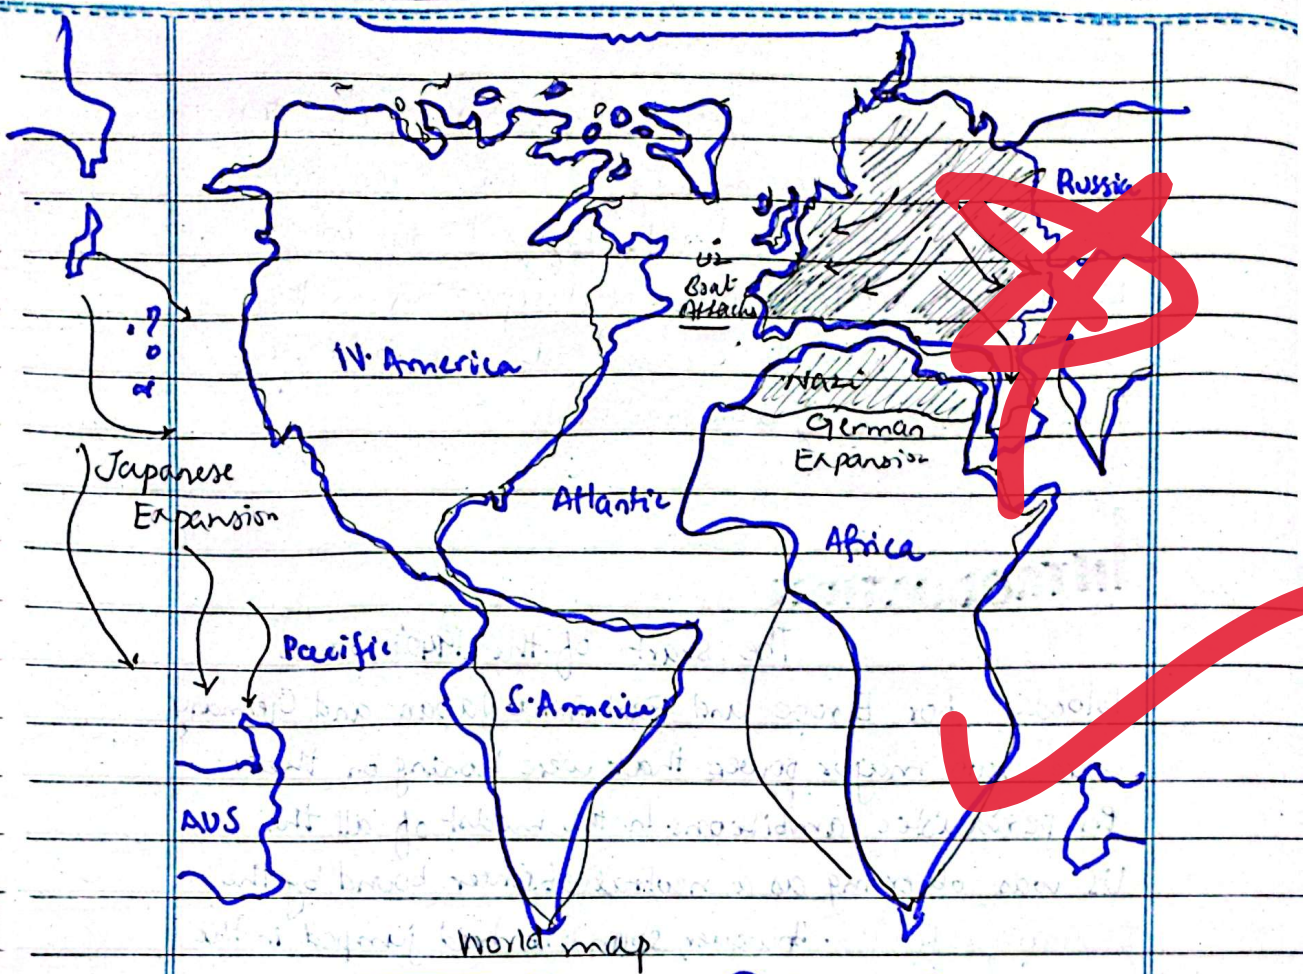 Russia
Boat
Attacks
N. America
Nazi
German
Expansion
Japanese
Expansion
Atlantic
Africa
Pacific
S. America
AUS
World map